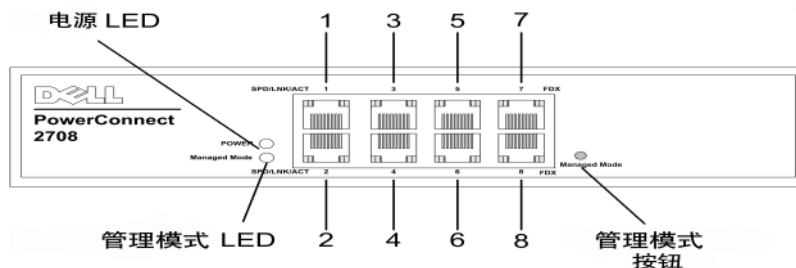 电源 LED 1 3 5 7
SPD/LNK/ACT 1 3 5 7 FDX
DELL
PowerConnect
2708
POWER
Managed Mode
Managed Mode
SPD/LNK/ACT 2 4 6 8 FDX
管理模式 LED 2 4 6 8 管理模式
按钮